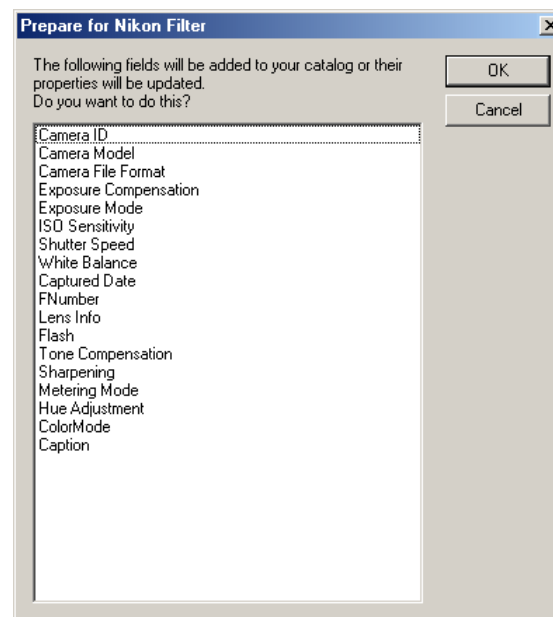 Prepare for Nikon Filter
The following fields will be added to your catalog or their
properties will be updated.
Do you want to do this?
OK
Cancel
Camera ID
Camera Model
Camera File Format
Exposure Compensation
Exposure Mode
ISO Sensitivity
Shutter Speed
White Balance
Captured Date
FNumber
Lens Info
Flash
Tone Compensation
Sharpening
Metering Mode
Hue Adjustment
ColorMode
Caption